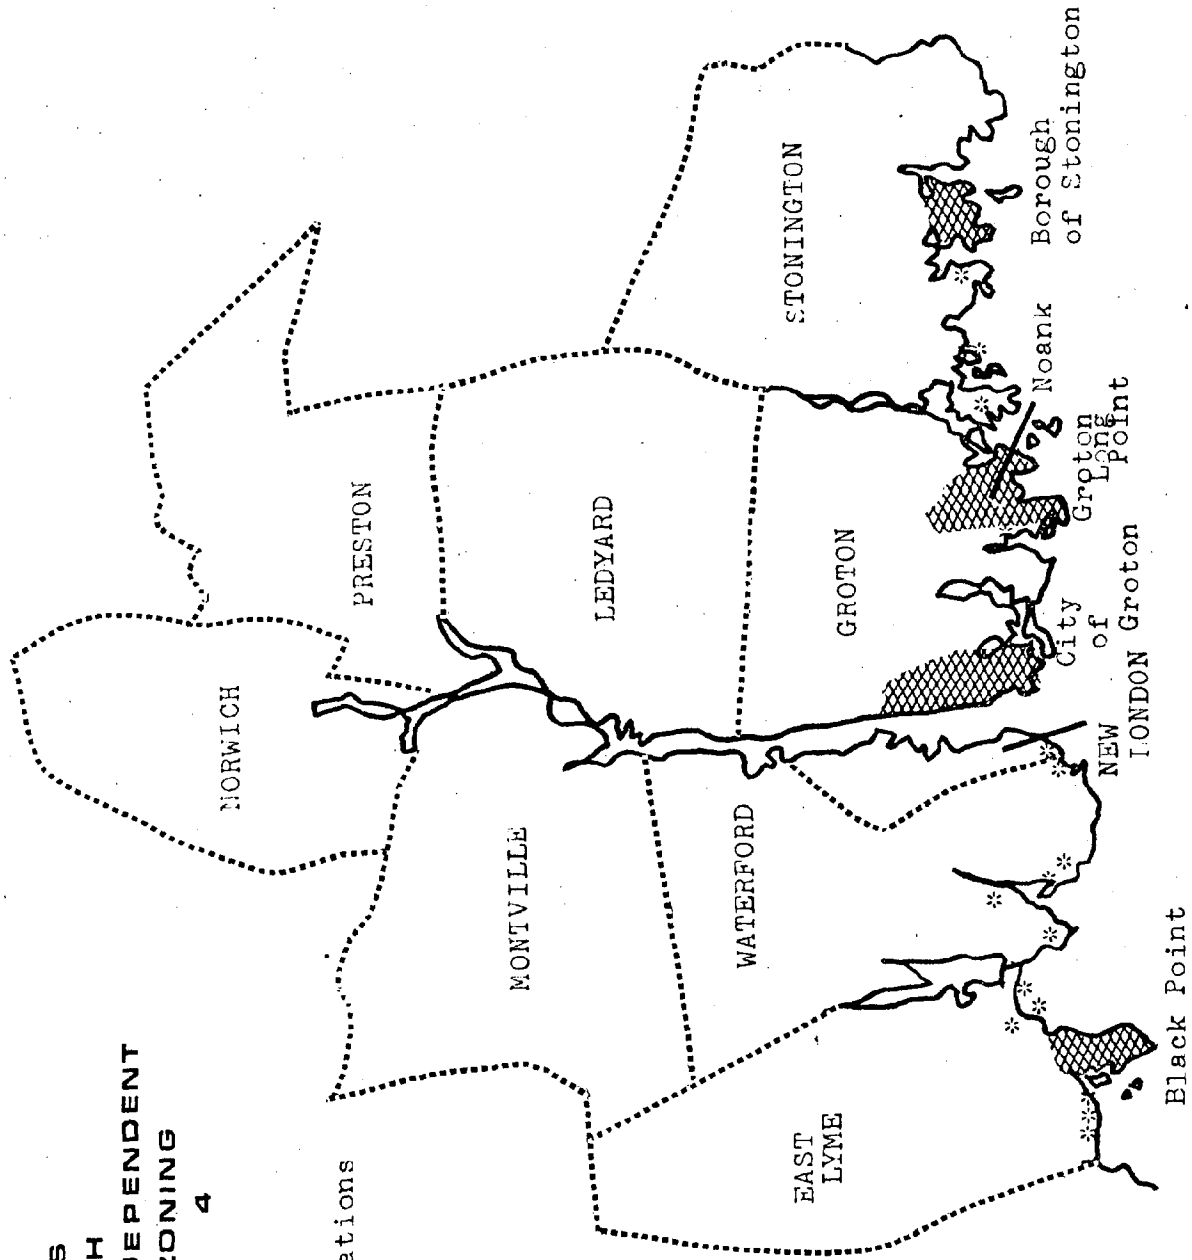 S
H
DEPENDENT
ZONING
4
ations
NORWICH
PRESTON
MONTVILLE
LEDYARD
STONINGTON
WATERFORD
GROTON
EAST
LYME
Black Point
NEW
LONDON
City
of
Groton
Groton
Long
Point
Noank
Borough
of Stonington